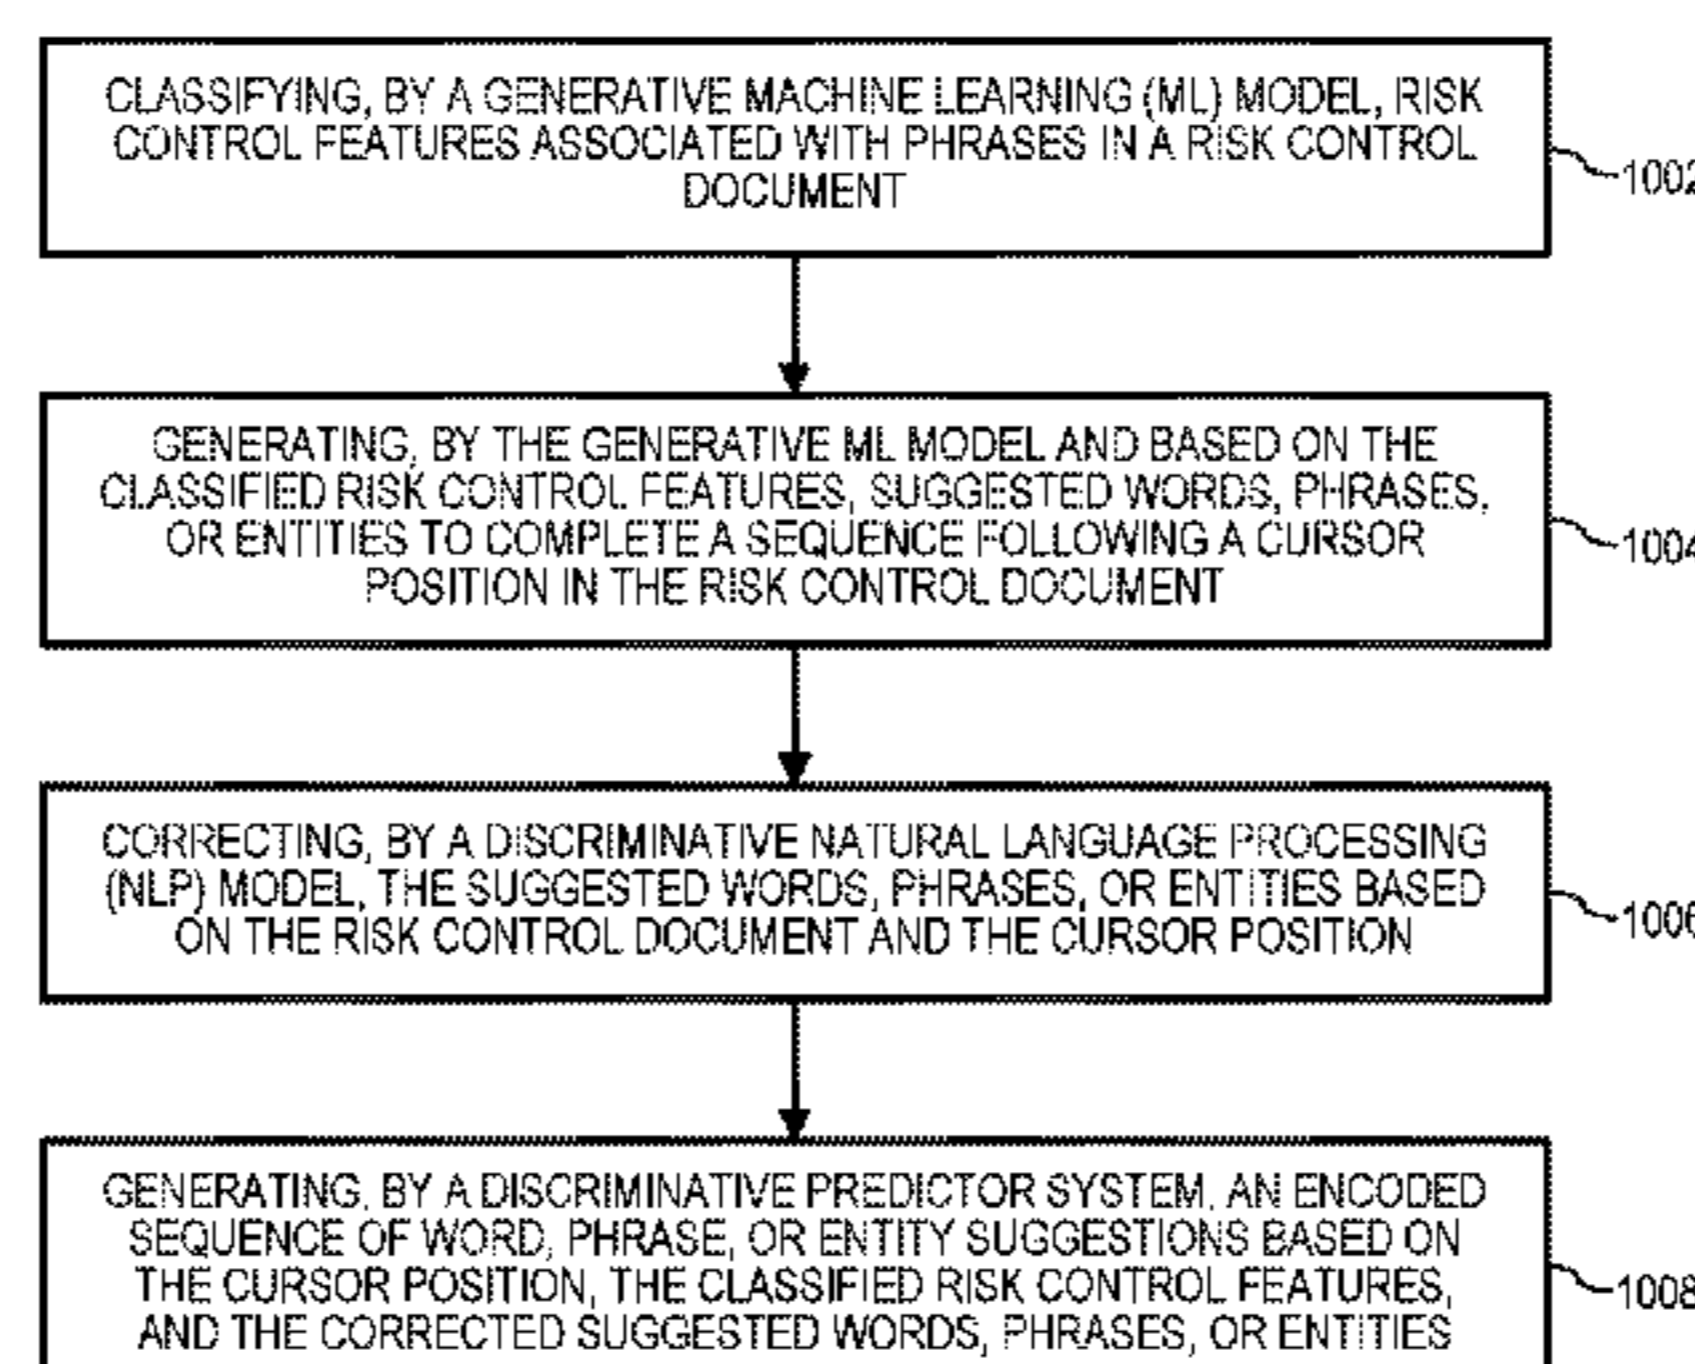 CLASSIFYING, BY A GENERATIVE MACHINE LEARNING (ML) MODEL, RISK
CONTROL FEATURES ASSOCIATED WITH PHRASES IN A RISK CONTROL
DOCUMENT
1002
GENERATING, BY THE GENERATIVE ML MODEL AND BASED ON THE
CLASSIFIED RISK CONTROL FEATURES, SUGGESTED WORDS, PHRASES,
OR ENTITIES TO COMPLETE A SEQUENCE FOLLOWING A CURSOR
POSITION IN THE RISK CONTROL DOCUMENT
1004
CORRECTING, BY A DISCRIMINATIVE NATURAL LANGUAGE PROCESSING
(NLP) MODEL, THE SUGGESTED WORDS, PHRASES, OR ENTITIES BASED
ON THE RISK CONTROL DOCUMENT AND THE CURSOR POSITION
1006
GENERATING, BY A DISCRIMINATIVE PREDICTOR SYSTEM, AN ENCODED
SEQUENCE OF WORD, PHRASE, OR ENTITY SUGGESTIONS BASED ON
THE CURSOR POSITION, THE CLASSIFIED RISK CONTROL FEATURES,
AND THE CORRECTED SUGGESTED WORDS, PHRASES, OR ENTITIES
1008